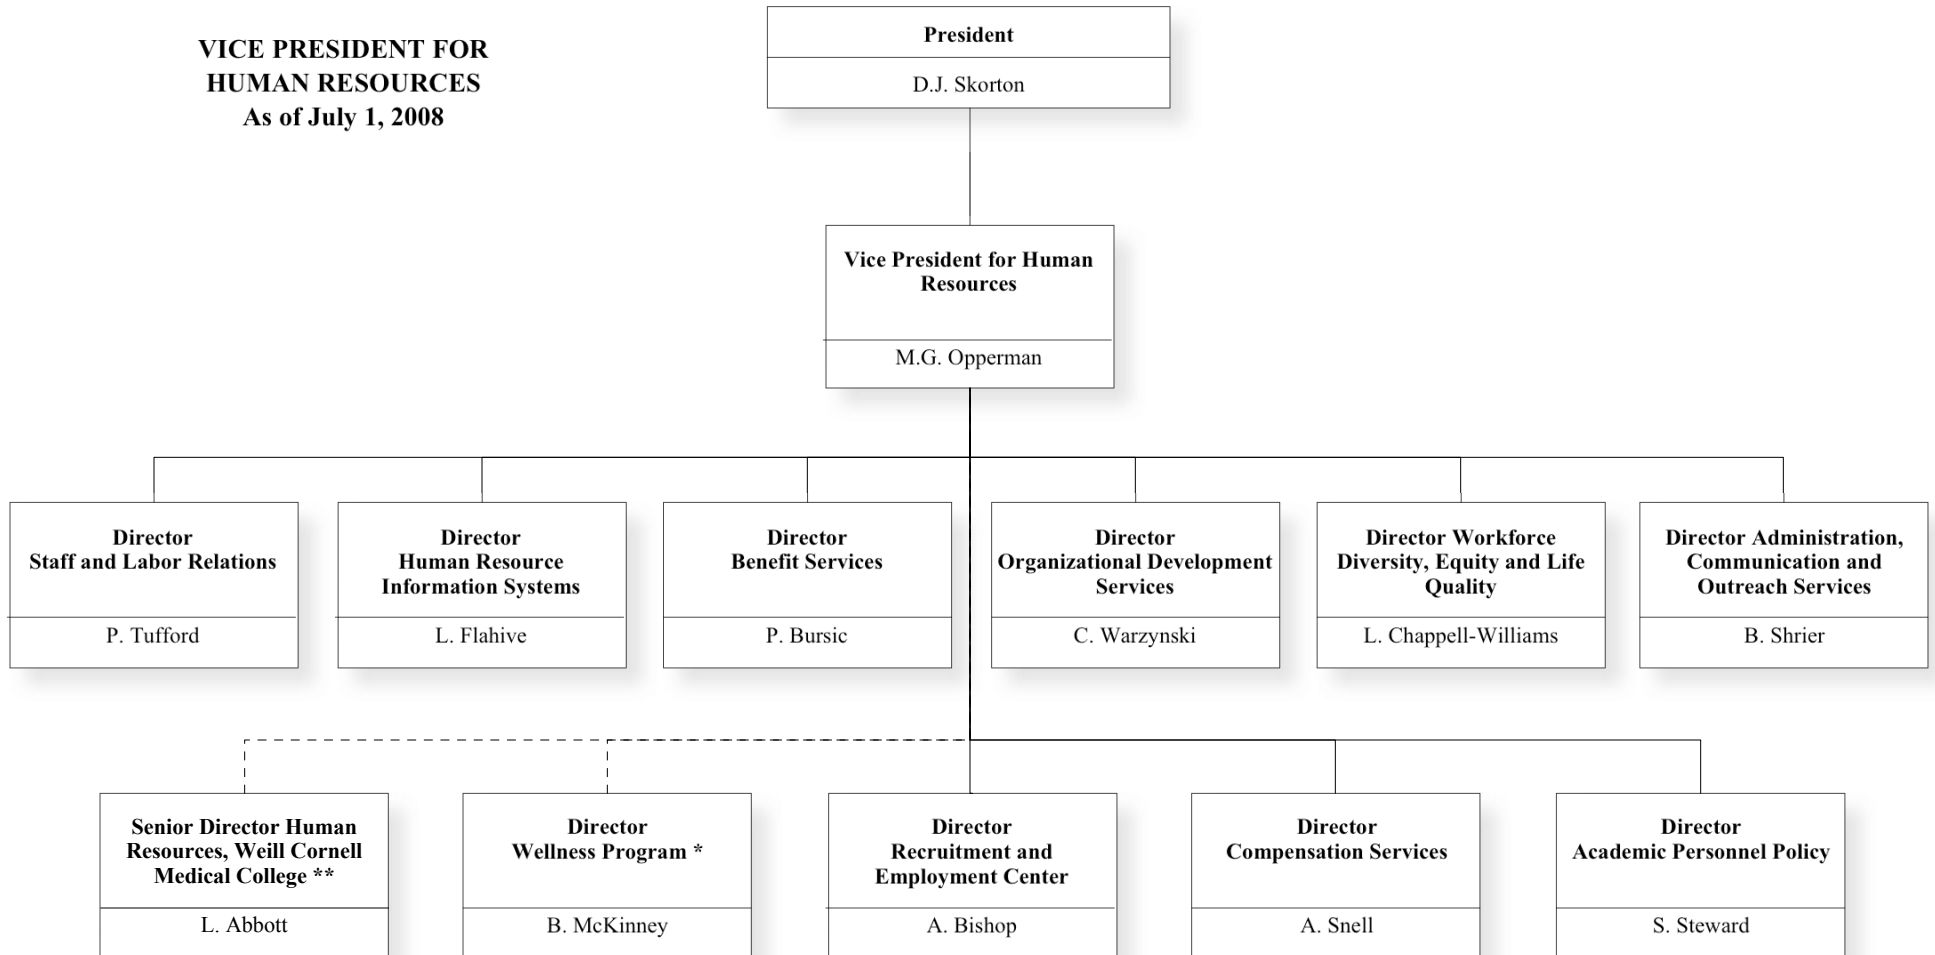 VICE PRESIDENT FOR
HUMAN RESOURCES
As of July 1, 2008
President
D.J. Skorton
Vice President for Human
Resources
M.G. Opperman
Director
Staff and Labor Relations
P. Tufford
Director
Human Resource
Information Systems
L. Flahive
Director
Benefit Services
P. Bursic
Director
Organizational Development
Services
C. Warzynski
Director Workforce
Diversity, Equity and Life
Quality
L. Chappell-Williams
Director Administration,
Communication and
Outreach Services
B. Shrier
Senior Director Human
Resources, Weill Cornell
Medical College **
L. Abbott
Director
Wellness Program *
B. McKinney
Director
Recruitment and
Employment Center
A. Bishop
Director
Compensation Services
A. Snell
Director
Academic Personnel Policy
S. Steward